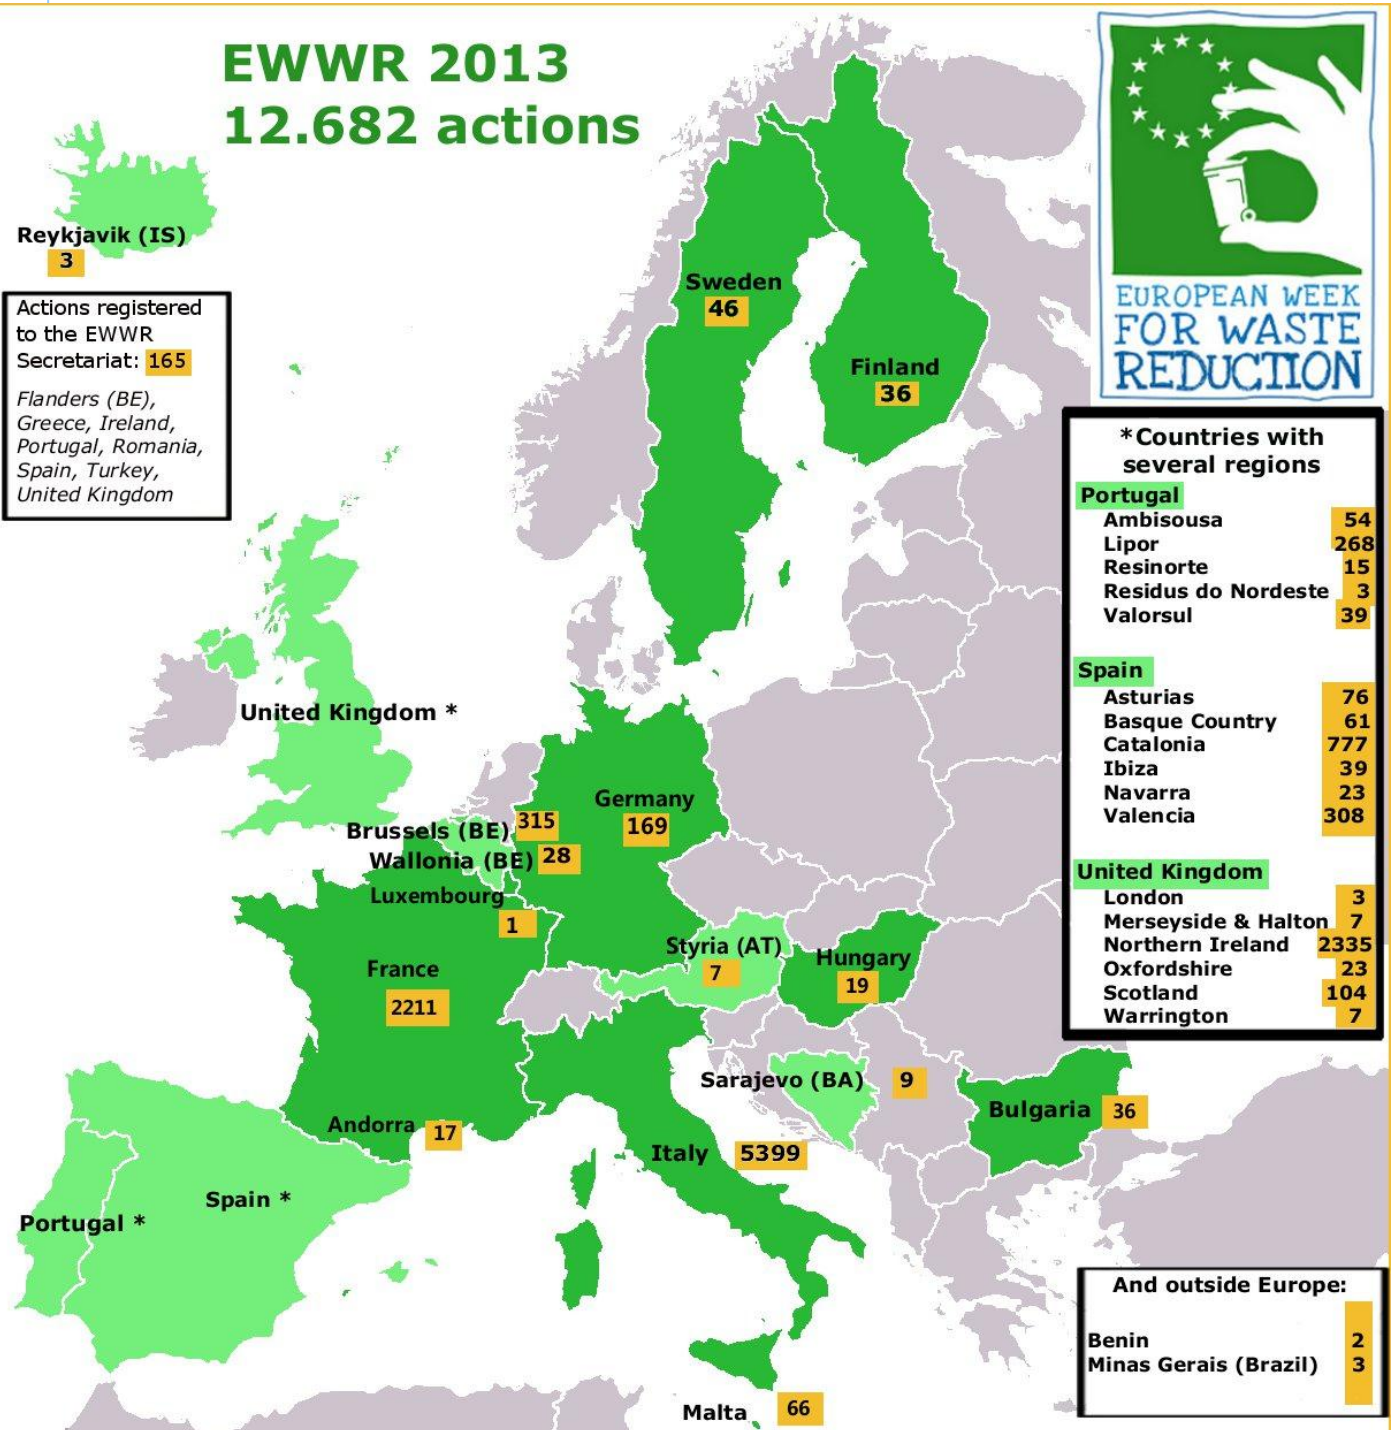 EWWR 2013
12.682 actions
EUROPEAN WEEK
FOR WASTE
REDUCTION
Reykjavik (IS)
3
Actions registered
to the EWWR
Secretariat: 165
Flanders (BE),
Greece, Ireland,
Portugal, Romania,
Spain, Turkey,
United Kingdom
Sweden
46
Finland
36
United Kingdom *
Germany
169
Brussels (BE) 315
Wallonia (BE) 28
Luxembourg
1
France
2211
Styria (AT)
7
Hungary
19
Sarajevo (BA) 9
Bulgaria 36
Andorra 17
Italy 5399
Spain *
Portugal *
Malta 66
*Countries with
several regions
Portugal
Ambisousa 54
Lipor 268
Resinorte 15
Residus do Nordeste 3
Valorsul 39
Spain
Asturias 76
Basque Country 61
Catalonia 777
Ibiza 39
Navarra 23
Valencia 308
United Kingdom
London 3
Merseyside & Halton 7
Northern Ireland 2335
Oxfordshire 23
Scotland 104
Warrington 7
And outside Europe:
Benin 2
Minas Gerais (Brazil) 3